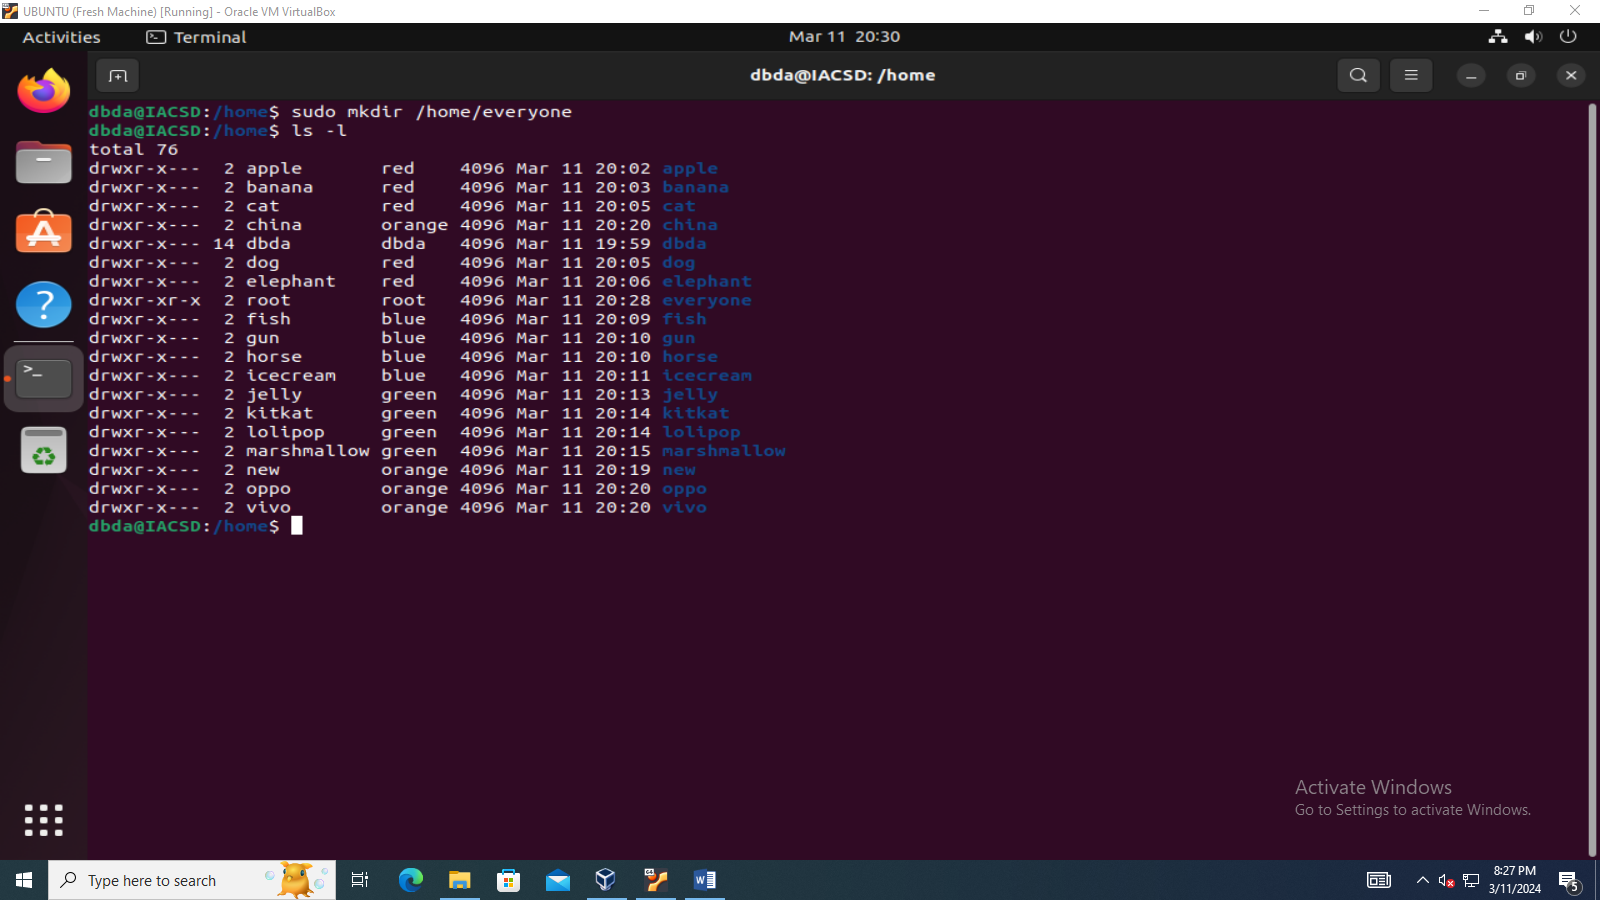 UBUNTU (Fresh Machine) [Running] - Oracle VM VirtualBox
Activities Terminal Mar 11 20:30
dbda@IACSD: /home
dbda@IACSD:/home$ sudo mkdir /home/everyone
dbda@IACSD:/home$ ls -l
total 76
drwxr-x--- 2 apple red 4096 Mar 11 20:02 apple
drwxr-x--- 2 banana red 4096 Mar 11 20:03 banana
drwxr-x--- 2 cat red 4096 Mar 11 20:05 cat
drwxr-x--- 2 china orange 4096 Mar 11 20:20 china
drwxr-x--- 14 dbda dbda 4096 Mar 11 19:59 dbda
drwxr-x--- 2 dog red 4096 Mar 11 20:05 dog
drwxr-x--- 2 elephant red 4096 Mar 11 20:06 elephant
drwxr-xr-x 2 root root 4096 Mar 11 20:28 everyone
drwxr-x--- 2 fish blue 4096 Mar 11 20:09 fish
drwxr-x--- 2 gun blue 4096 Mar 11 20:10 gun
drwxr-x--- 2 horse blue 4096 Mar 11 20:10 horse
drwxr-x--- 2 icecream blue 4096 Mar 11 20:11 icecream
drwxr-x--- 2 jelly green 4096 Mar 11 20:13 jelly
drwxr-x--- 2 kitkat green 4096 Mar 11 20:14 kitkat
drwxr-x--- 2 lolipop green 4096 Mar 11 20:14 lolipop
drwxr-x--- 2 marshmallow green 4096 Mar 11 20:15 marshmallow
drwxr-x--- 2 new orange 4096 Mar 11 20:19 new
drwxr-x--- 2 oppo orange 4096 Mar 11 20:20 oppo
drwxr-x--- 2 vivo orange 4096 Mar 11 20:20 vivo
dbda@IACSD:/home$
Activate Windows
Go to Settings to activate Windows.
Type here to search
8:27 PM
3/11/2024
5